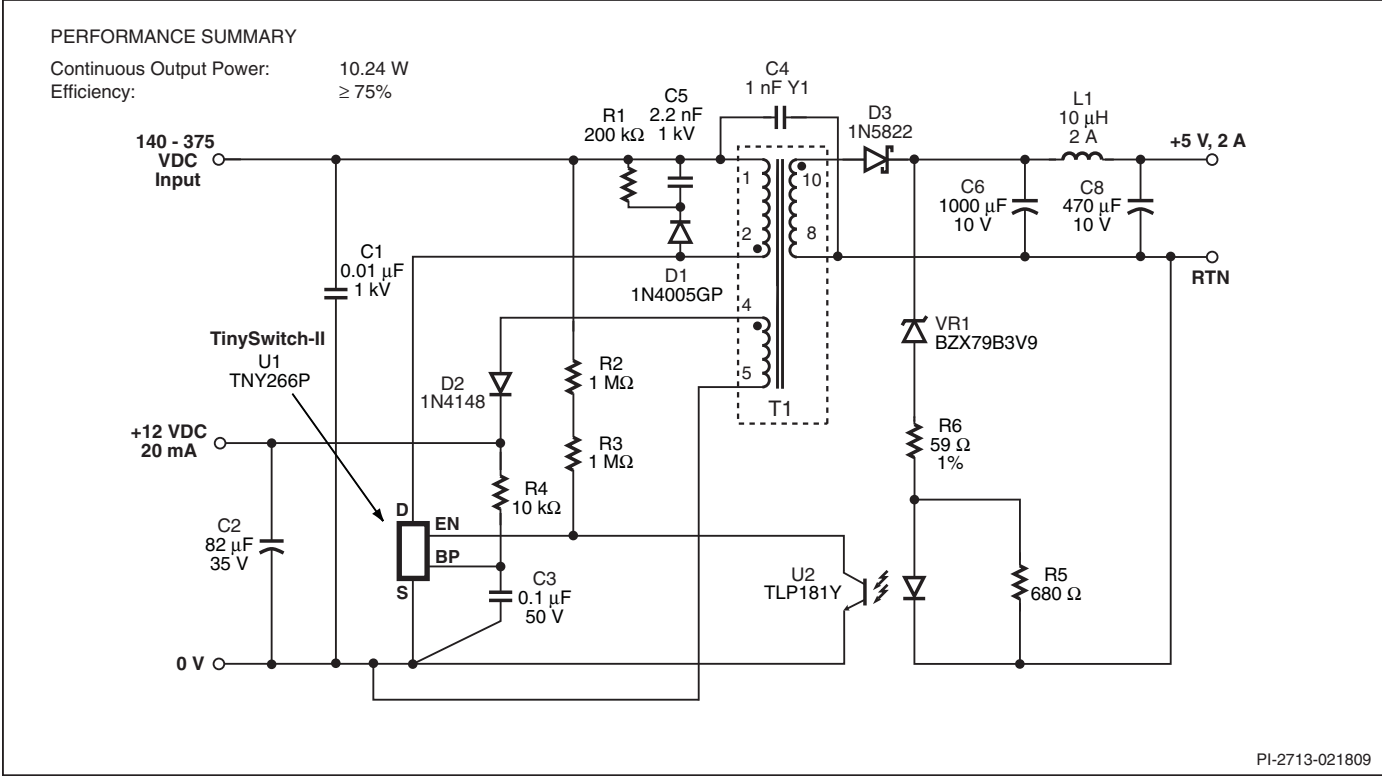 PERFORMANCE SUMMARY
Continuous Output Power: 10.24 W
Efficiency: ≥ 75%
C4
1 nF Y1
C5
2.2 nF
1 kV
R1
200 kΩ
D3
1N5822
L1
10 μH
2 A
+5 V, 2 A
140 - 375
VDC
Input
1
10
2
8
C6
1000 μF
10 V
C8
470 μF
10 V
RTN
C1
0.01 μF
1 kV
D1
1N4005GP
4
5
T1
VR1
BZX79B3V9
TinySwitch-II
U1
TNY266P
D2
1N4148
R2
1 MΩ
+12 VDC
20 mA
R3
1 MΩ
R6
59 Ω
1%
R4
10 kΩ
D
EN
BP
S
C2
82 μF
35 V
C3
0.1 μF
50 V
U2
TLP181Y
R5
680 Ω
0 V
PI-2713-021809